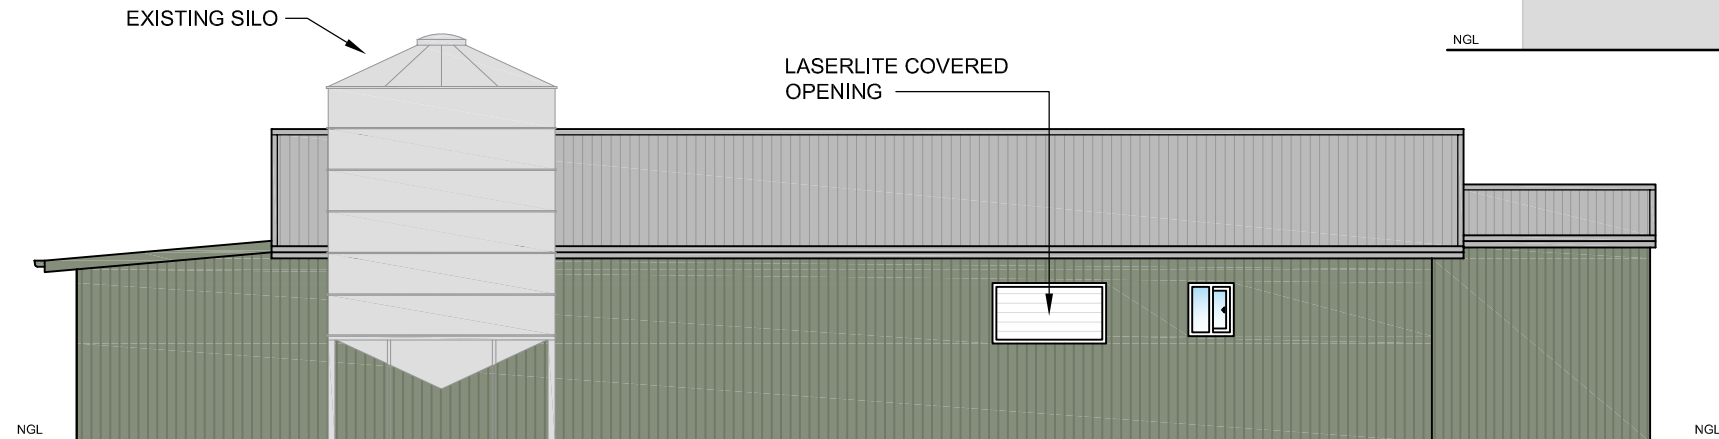 EXISTING SILO
NGL
LASERLITE COVERED
OPENING
NGL
NGL